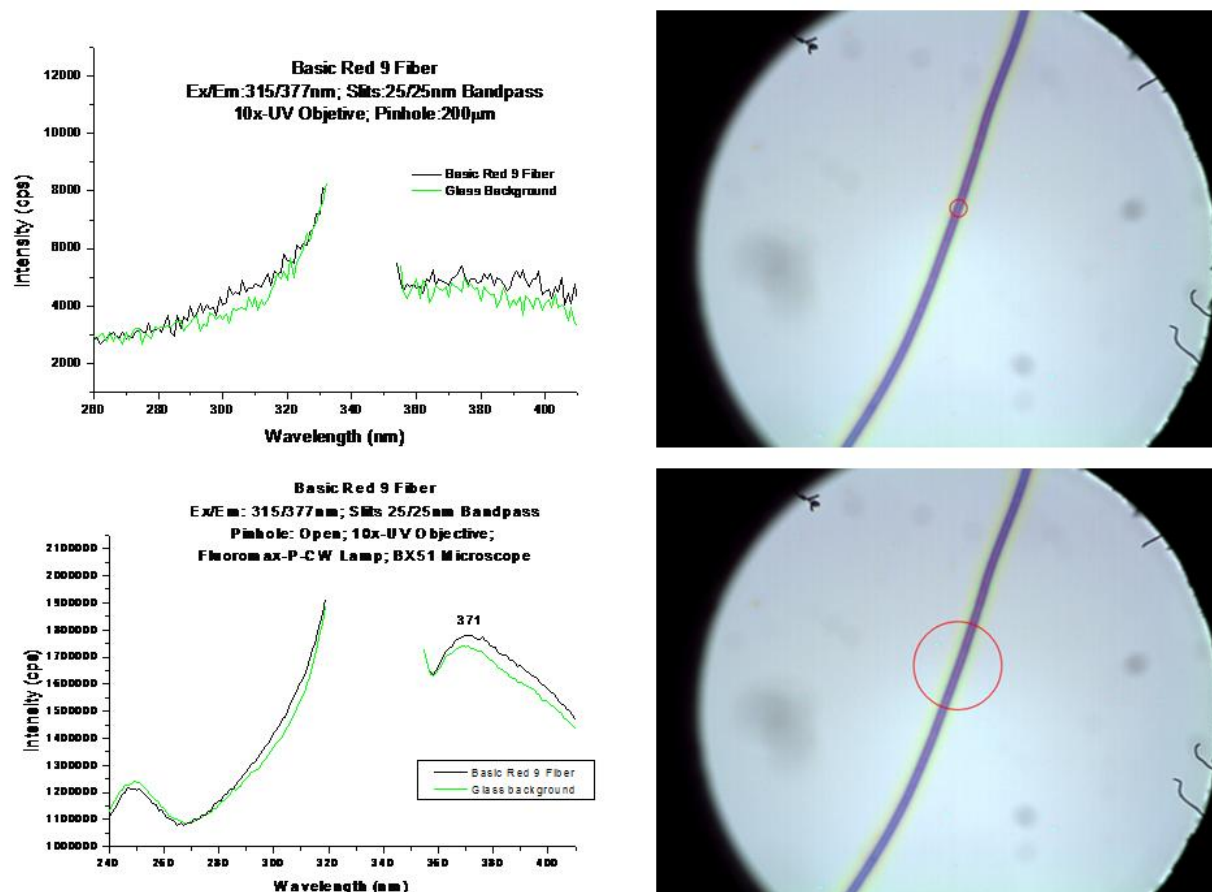 Basic Red 9 Fiber
Ex/Em:315/377nm; Slits:25/25nm Bandpass
10x-UV Objetive; Pinhole:200µm
Basic Red 9 Fiber
Glass Background
Intensity (cps)
12000
10000
8000
6000
4000
2000
260 280 300 320 340 360 380 400
Wavelength (nm)
Basic Red 9 Fiber
Ex/Em: 315/377nm; Slits 25/25nm Bandpass
Pinhole: Open; 10x-UV Objective;
Fluoromax-P-CW Lamp; BX51 Microscope
371
Intensity (cps)
2100000
2000000
1900000
1800000
1700000
1600000
1500000
1400000
1300000
1200000
1100000
1000000
Basic Red 9 Fiber
Glass background
240 260 280 300 320 340 360 380 400
Wavelength (nm)